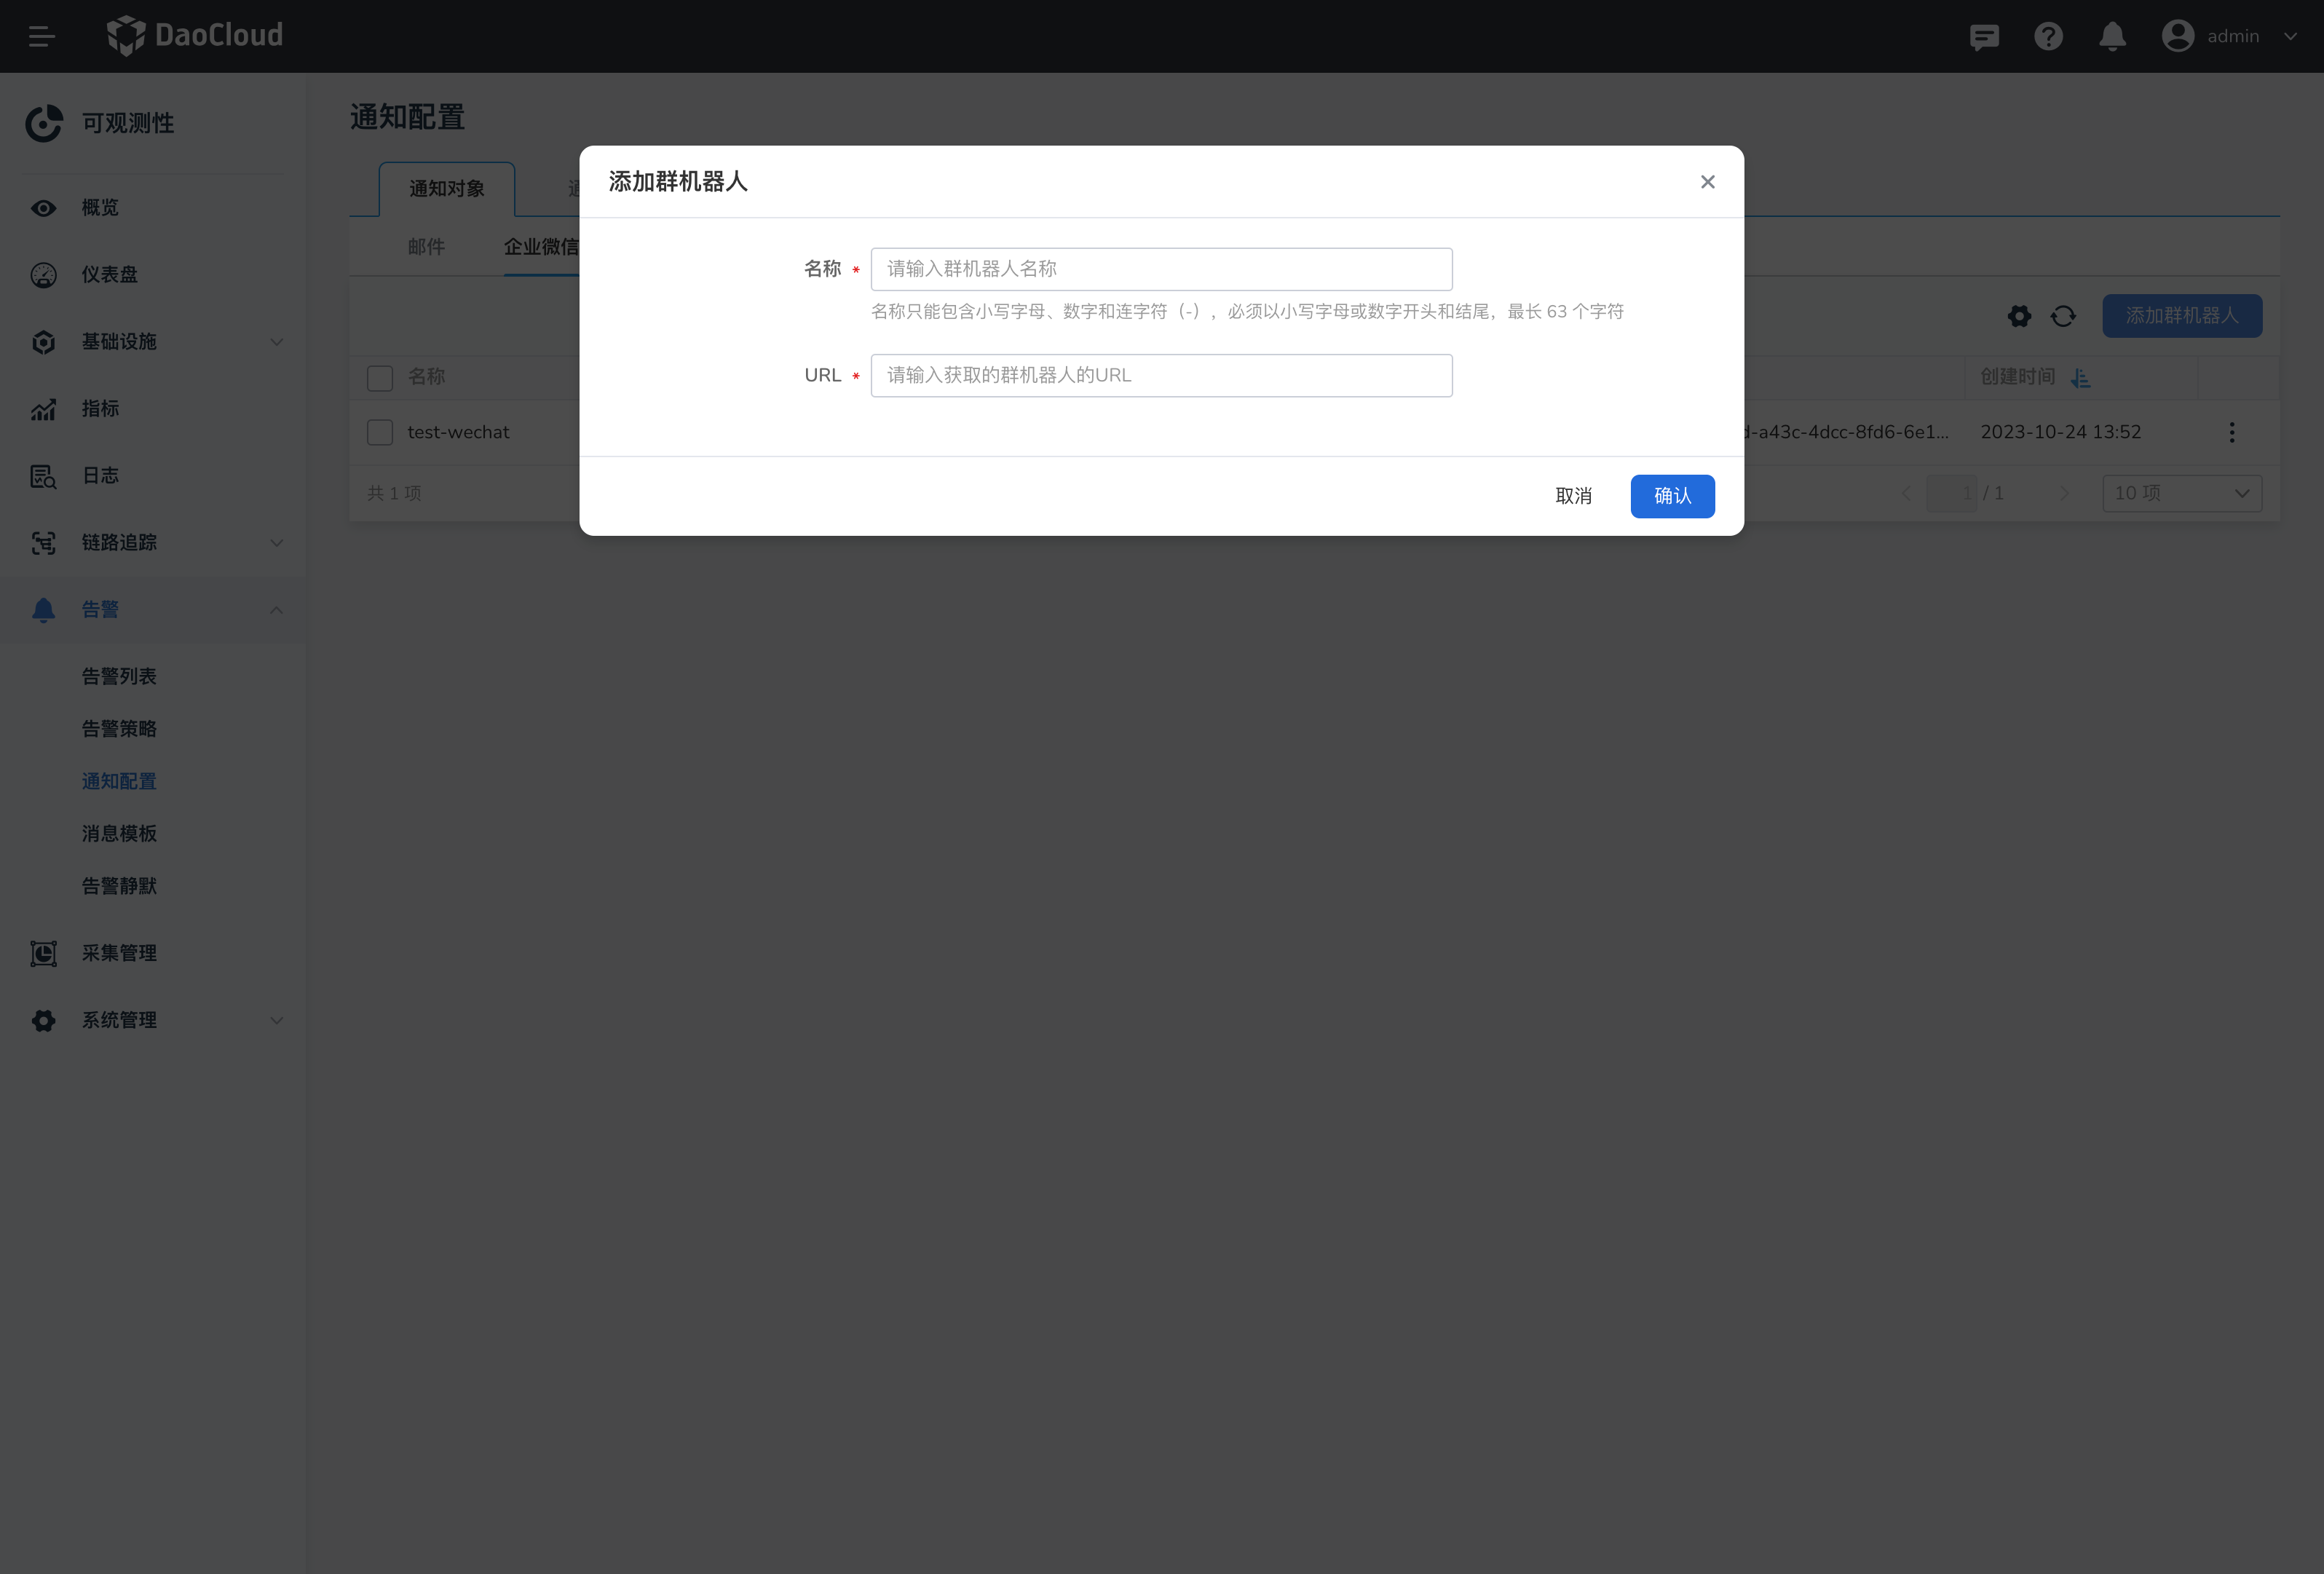 DaoCloud
admin
可观测性
概览
仪表盘
基础设施
指标
日志
链路追踪
告警
告警列表
告警策略
通知配置
消息模板
告警静默
采集管理
系统管理
通知配置
通知对象
邮件
企业微信
添加群机器人
名称
创建时间
test-wechat
-a43c-4dcc-8fd6-6e1...
2023-10-24 13:52
共 1 项
1 / 1
10 项
添加群机器人
名称 *
请输入群机器人名称
名称只能包含小写字母、数字和连字符（-），必须以小写字母或数字开头和结尾，最长 63 个字符
URL *
请输入获取的群机器人的URL
取消
确认